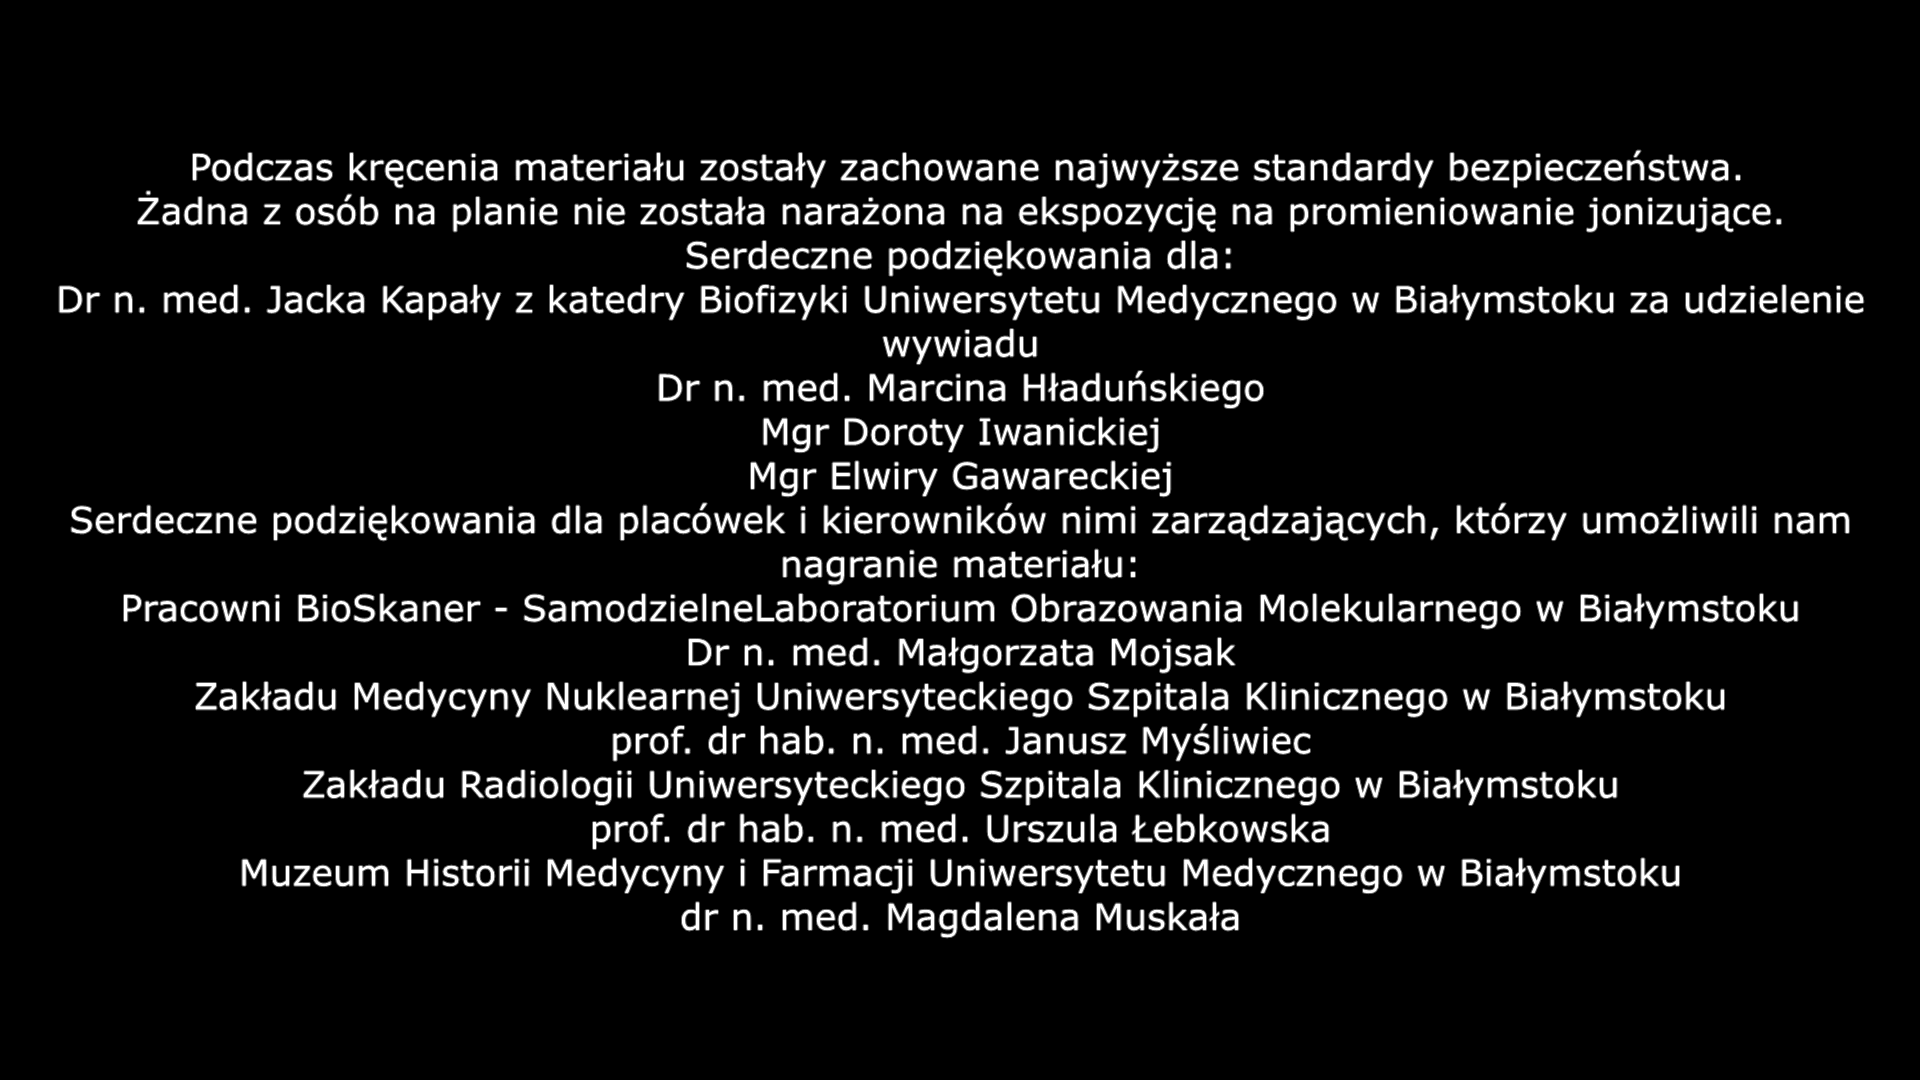 Podczas kręcenia materiału zostały zachowane najwyższe standardy bezpieczeństwa.
Żadna z osób na planie nie została narażona na ekspozycję na promieniowanie jonizujące.
Serdeczne podziękowania dla:
Dr n. med. Jacka Kapały z katedry Biofizyki Uniwersytetu Medycznego w Białymstoku za udzielenie
wywiadu
Dr n. med. Marcina Hładuńskiego
Mgr Doroty Iwanickiej
Mgr Elwiry Gawareckiej
Serdeczne podziękowania dla placówek i kierowników nimi zarządzających, którzy umożliwili nam
nagranie materiału:
Pracowni BioSkaner - SamodzielneLaboratorium Obrazowania Molekularnego w Białymstoku
Dr n. med. Małgorzata Mojsak
Zakładu Medycyny Nuklearnej Uniwersyteckiego Szpitala Klinicznego w Białymstoku
prof. dr hab. n. med. Janusz Myśliwiec
Zakładu Radiologii Uniwersyteckiego Szpitala Klinicznego w Białymstoku
prof. dr hab. n. med. Urszula Łebkowska
Muzeum Historii Medycyny i Farmacji Uniwersytetu Medycznego w Białymstoku
dr n. med. Magdalena Muskała